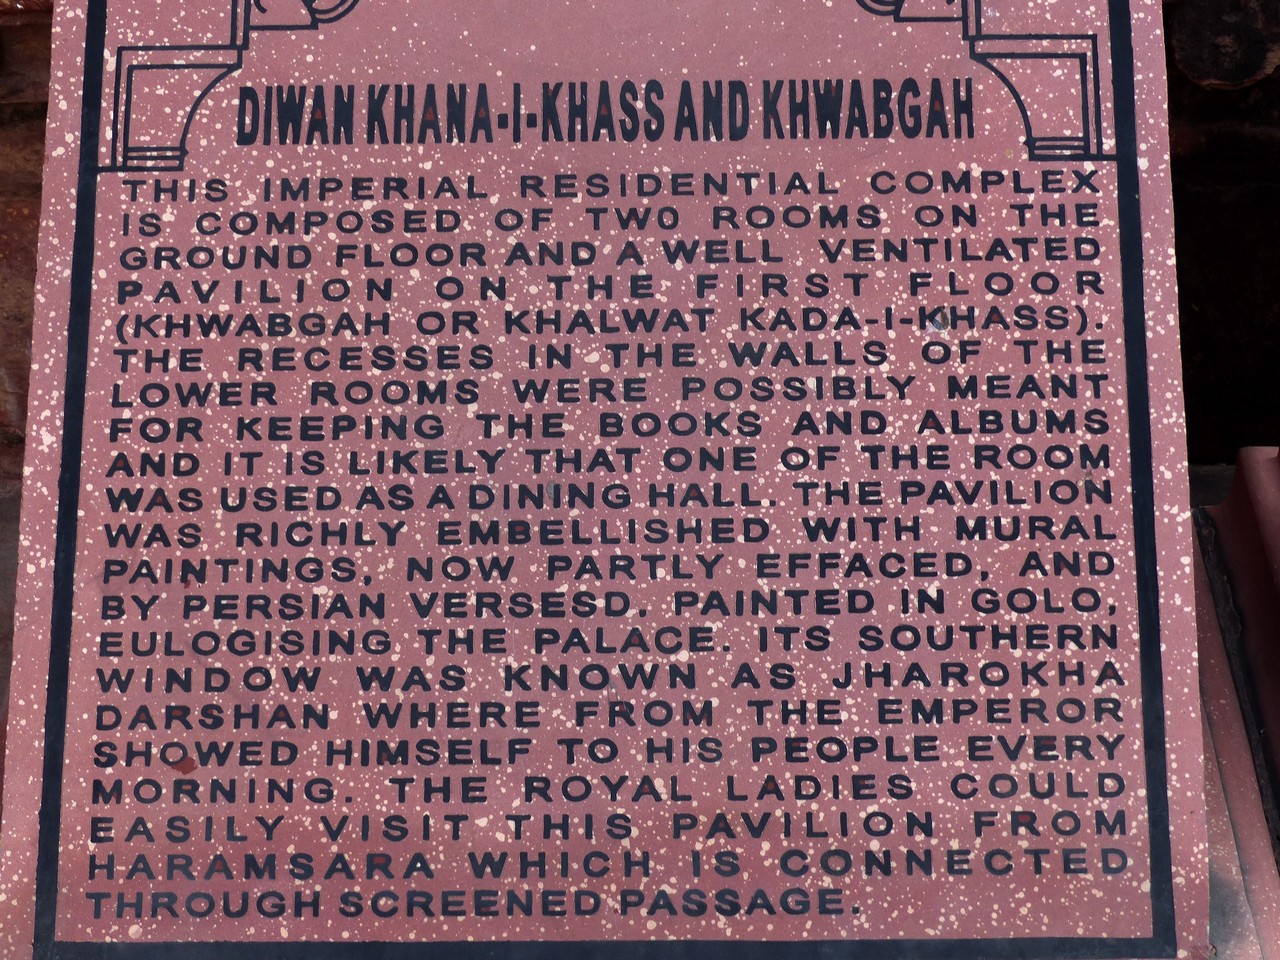 DIWAN KHANA-I-KHASS AND KHWABGAH
THIS IMPERIAL RESIDENTIAL COMPLEX
IS COMPOSED OF TWO ROOMS ON THE
GROUND FLOOR AND A WELL VENTILATED
PAVILION ON THE FIRST FLOOR
(KHWABGAH OR KHALWAT KADA-I-KHASS).
THE RECESSES IN THE WALLS OF THE
LOWER ROOMS WERE POSSIBLY MEANT
FOR KEEPING THE BOOKS AND ALBUMS
AND IT IS LIKELY THAT ONE OF THE ROOM
WAS USED AS A DINING HALL. THE PAVILION
WAS RICHLY EMBELLISHED WITH MURAL
PAINTINGS, NOW PARTLY EFFACED, AND
BY PERSIAN VERSESD, PAINTED IN GOLO,
EULOGISING THE PALACE. ITS SOUTHERN
WINDOW WAS KNOWN AS JHAROKHA
DARSHAN WHERE FROM THE EMPEROR
SHOWED HIMSELF TO HIS PEOPLE EVERY
MORNING. THE ROYAL LADIES COULD
EASILY VISIT THIS PAVILION FROM
HARAMSARA WHICH IS CONNECTED
THROUGH SCREENED PASSAGE.